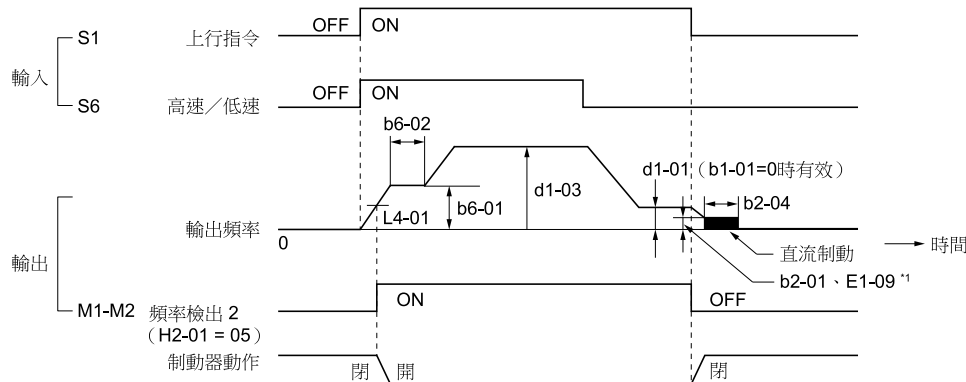 輸入
S1 上行指令 OFF ON
S6 高速／低速 OFF ON
b6-02
d1-01（b1-01=0時有效）
d1-03
b2-04
b6-01
L4-01
輸出頻率
0
時間
直流制動
b2-01、E1-09 *1
輸出
M1-M2 頻率檢出 2 ON OFF
（H2-01 = 05）
制動器動作 閉 開 閉